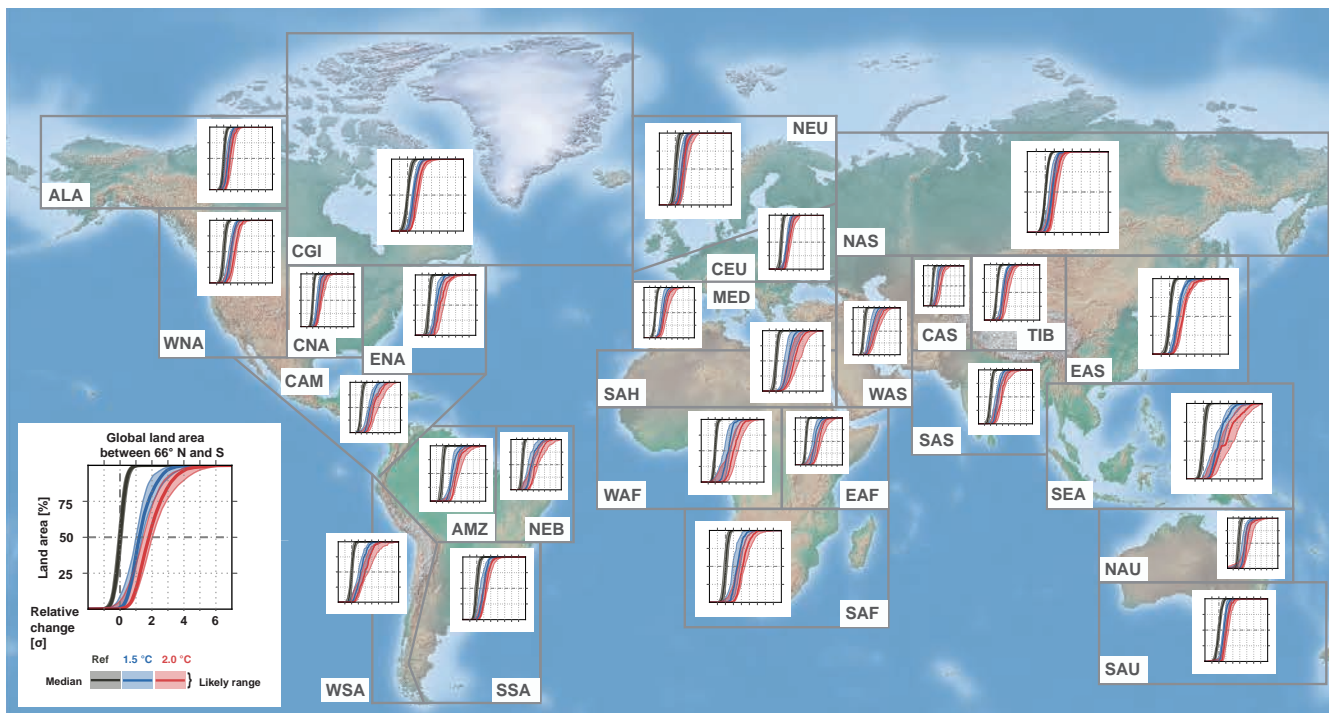 NEU
ALA
CGI
NAS
CEU
MED
WNA
CNA
ENA
CAS
TIB
CAM
EAS
SAH
WAS
SAS
WAF
EAF
SEA
AMZ
NEB
NAU
SAF
WSA
SSA
SAU
Global land area
between 66° N and S
Land area [%]
75
50
25
Relative
change
[σ]
0 2 4 6
Ref 1.5 °C 2.0 °C
Median } Likely range